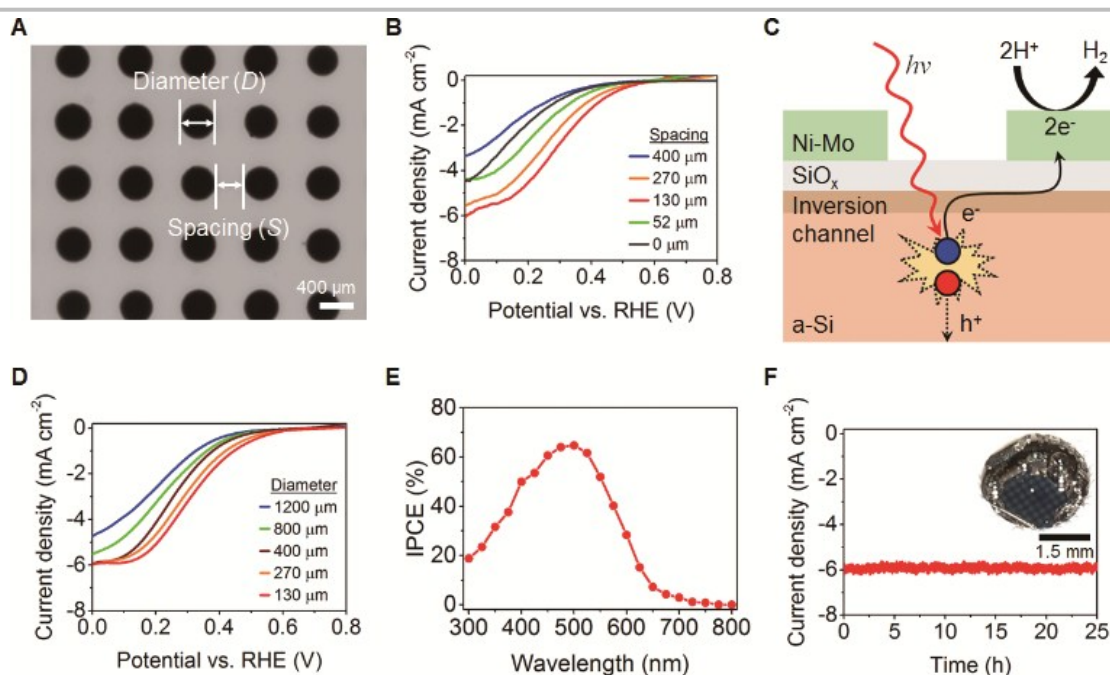 A
Diameter (D)
Spacing (S)
400 μm
B
Current density (mA cm⁻²)
0
-2
-4
-6
-8
0.0 0.2 0.4 0.6 0.8
Potential vs. RHE (V)
Spacing
400 μm
270 μm
130 μm
52 μm
0 μm
C
hν
2H⁺
H₂
2e⁻
Ni-Mo
SiOₓ
Inversion
channel
e⁻
a-Si
h⁺
D
Current density (mA cm⁻²)
0
-2
-4
-6
-8
0.0 0.2 0.4 0.6 0.8
Potential vs. RHE (V)
Diameter
1200 μm
800 μm
400 μm
270 μm
130 μm
E
IPCE (%)
80
60
40
20
0
300 400 500 600 700 800
Wavelength (nm)
F
Current density (mA cm⁻²)
0
-2
-4
-6
-8
0 5 10 15 20 25
Time (h)
1.5 mm